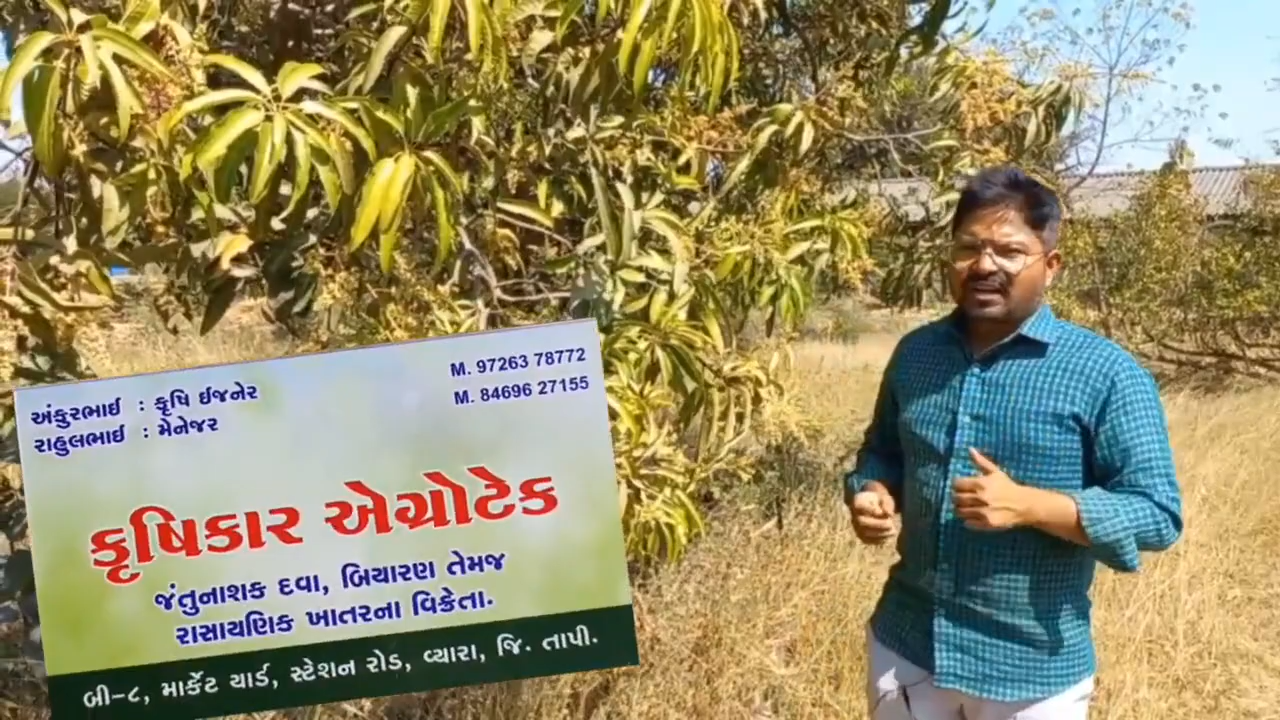 અંકુરભાઈ : કૃષિ ઈજનેર
રાહુલભાઈ : મેનેજર
M. 97263 78772
M. 84696 27155
કૃષિકાર એગ્રોટેક
જંતુનાશક દવા, બિયારણ તેમજ
રાસાયણિક ખાતરના વિક્રેતા.
બી-૮, માર્કેટ યાર્ડ, સ્ટેશન રોડ, વ્યારા, જિ. તાપી.